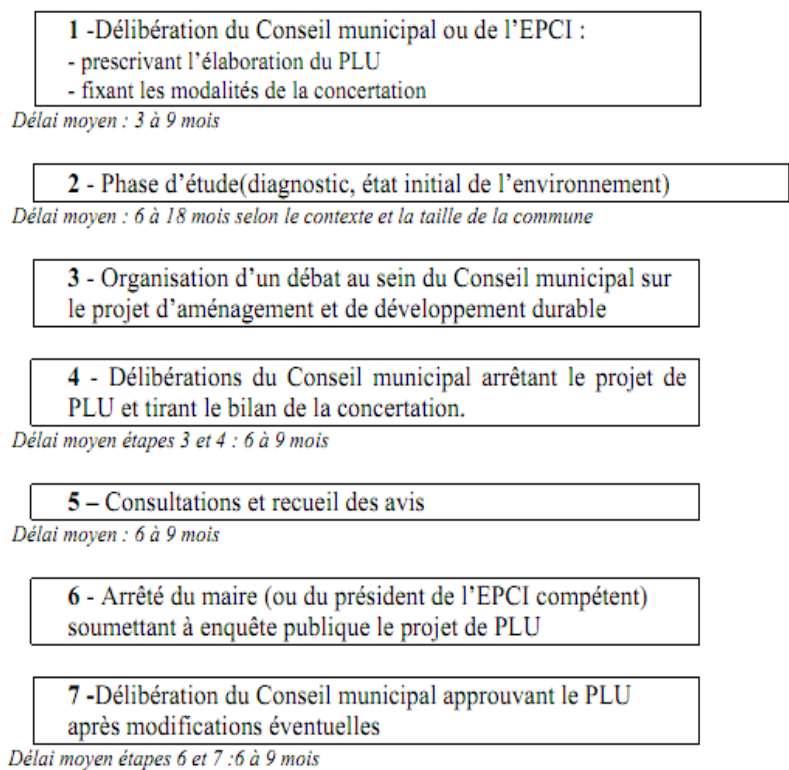 1 -Délibération du Conseil municipal ou de l'EPCI :
- prescrivant l'élaboration du PLU
- fixant les modalités de la concertation
Délai moyen : 3 à 9 mois
2 - Phase d'étude(diagnostic, état initial de l'environnement)
Délai moyen : 6 à 18 mois selon le contexte et la taille de la commune
3 - Organisation d'un débat au sein du Conseil municipal sur
le projet d'aménagement et de développement durable
4 - Délibérations du Conseil municipal arrêtant le projet de
PLU et tirant le bilan de la concertation.
Délai moyen étapes 3 et 4 : 6 à 9 mois
5 – Consultations et recueil des avis
Délai moyen : 6 à 9 mois
6 - Arrêté du maire (ou du président de l'EPCI compétent)
soumettant à enquête publique le projet de PLU
7 -Délibération du Conseil municipal approuvant le PLU
après modifications éventuelles
Délai moyen étapes 6 et 7 :6 à 9 mois